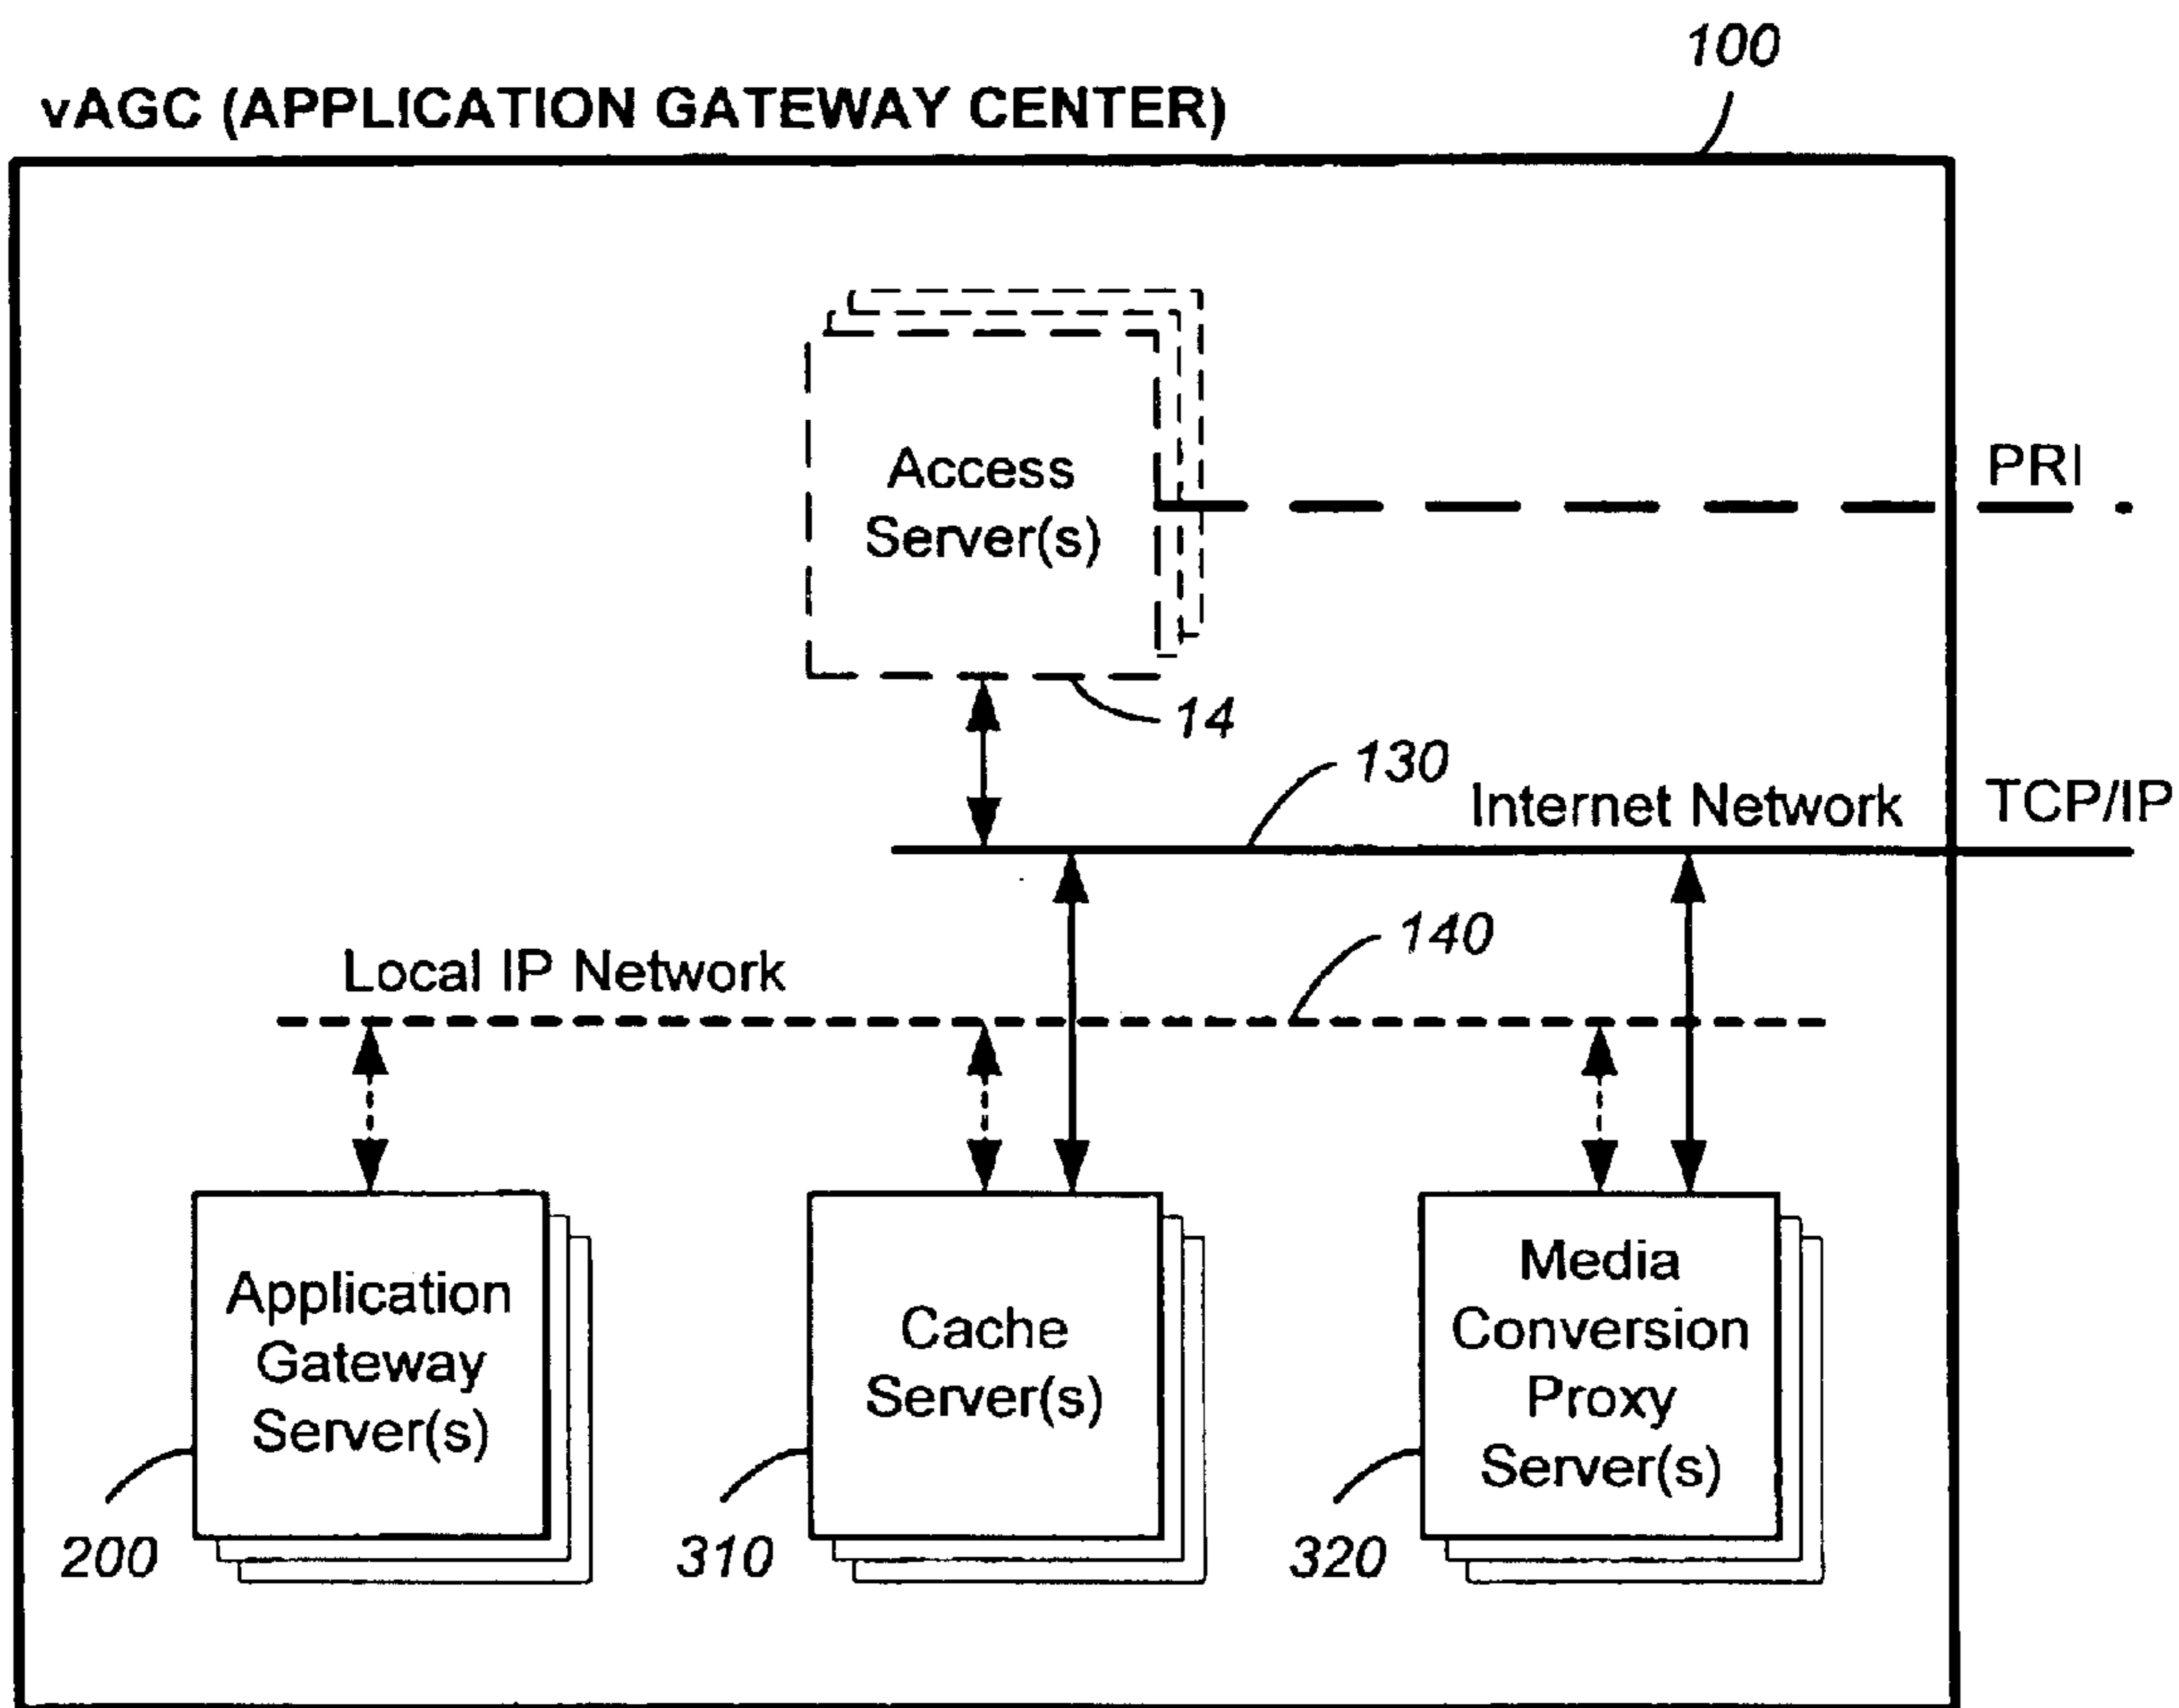 100
vAGC (APPLICATION GATEWAY CENTER)
Access
Server(s)
PRI
14
130
Internet Network
TCP/IP
140
Local IP Network
Application
Gateway
Server(s)
200
Cache
Server(s)
310
Media
Conversion
Proxy
Server(s)
320